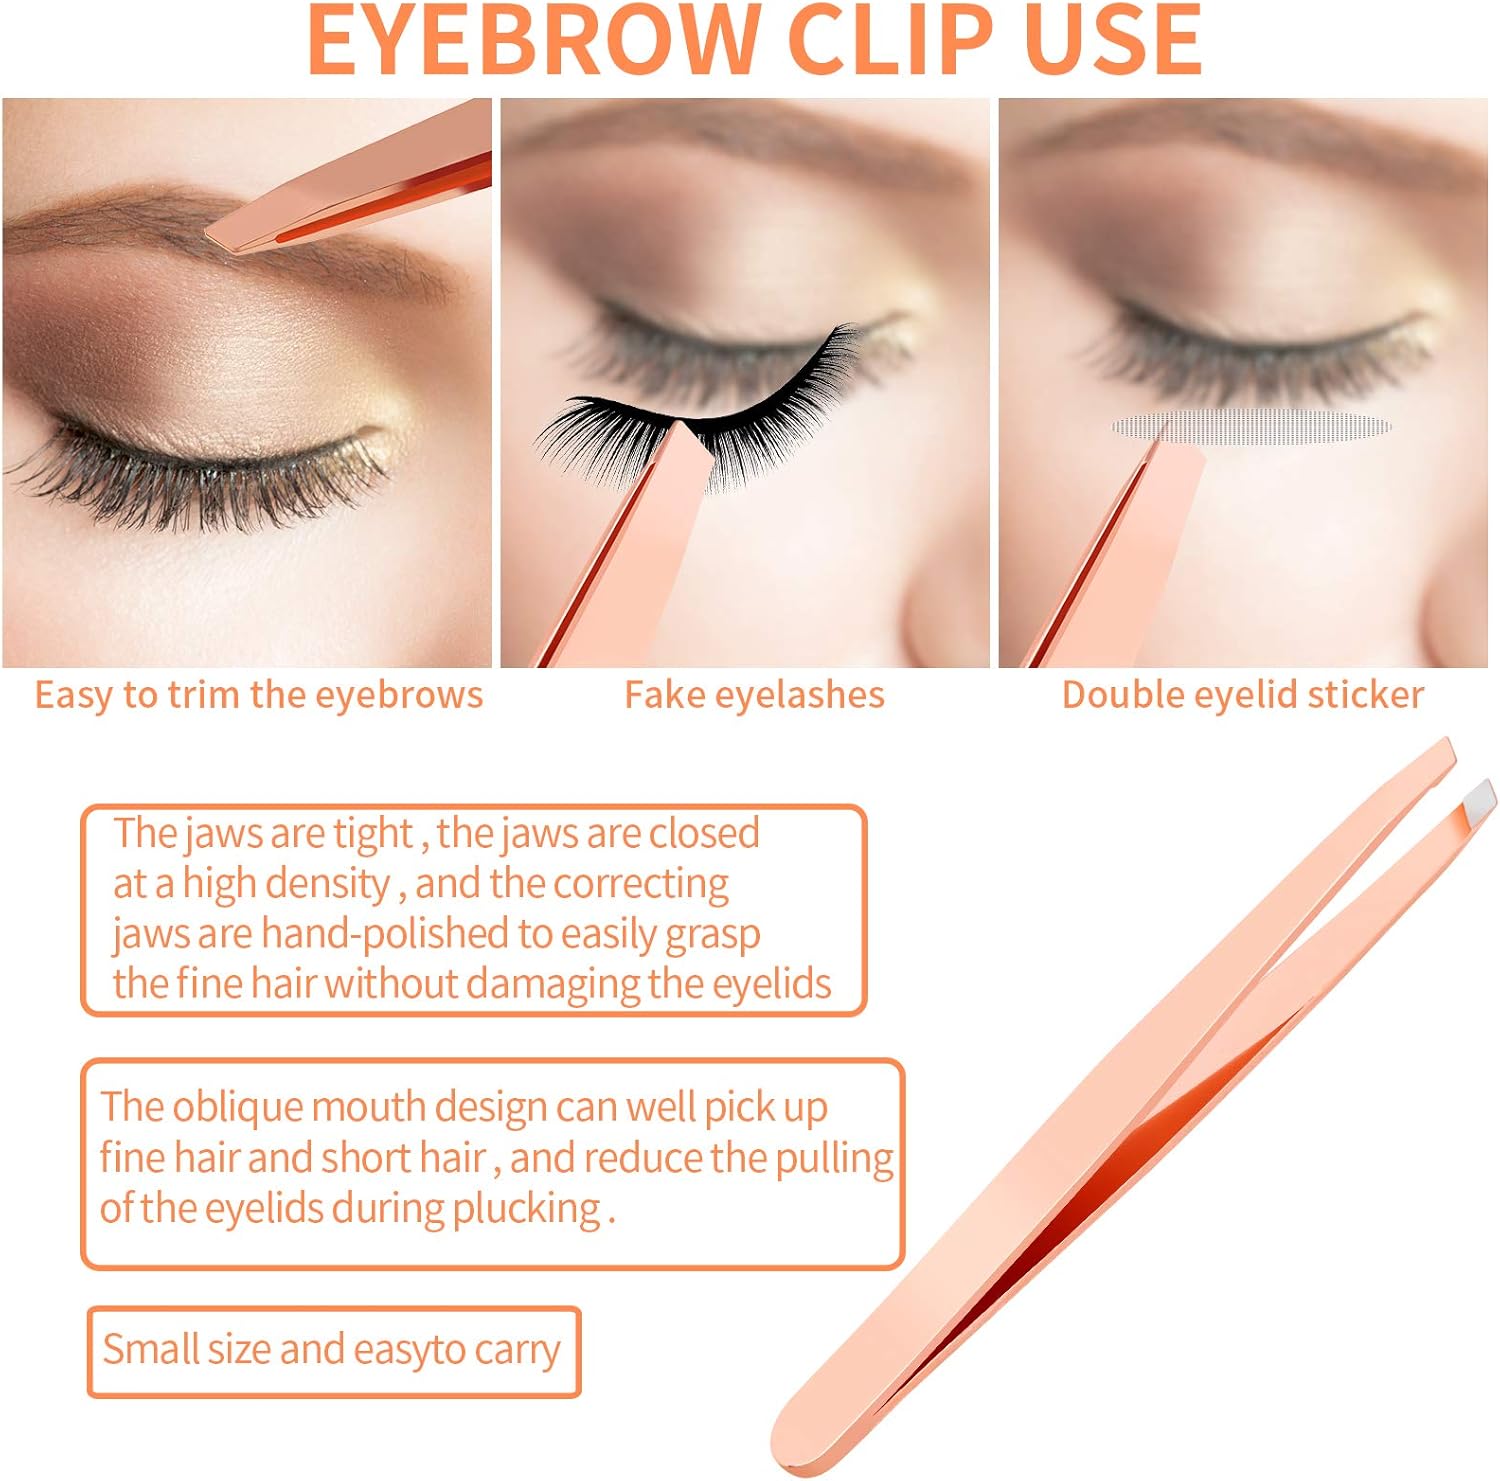 EYEBROW CLIP USE
Easy to trim the eyebrows
Fake eyelashes
Double eyelid sticker
The jaws are tight , the jaws are closed
at a high density , and the correcting
jaws are hand-polished to easily grasp
the fine hair without damaging the eyelids
The oblique mouth design can well pick up
fine hair and short hair , and reduce the pulling
of the eyelids during plucking .
Small size and easyto carry